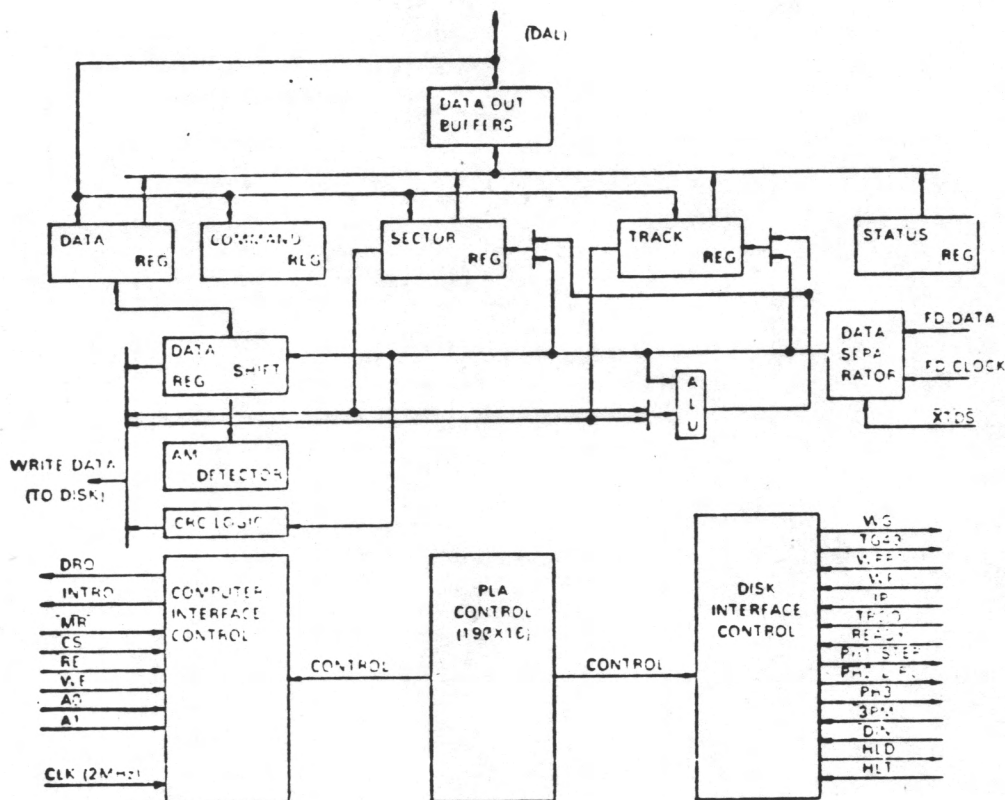 (DAL)
DATA OUT
BUFFERS
DATA
REG
COMMAND
REG
SECTOR
REG
TRACK
REG
STATUS
REG
DATA
REG SHIFT
DATA
SEPA
RATOR
FD DATA
FD CLOCK
XTDS
A
L
U
AM
DETECTOR
WRITE DATA
(TO DISK)
CRC LOGIC
DRQ
INTRQ
MR
CS
RE
WE
A0
A1
CLK (2MHz)
COMPUTER
INTERFACE
CONTROL
CONTROL
PLA
CONTROL
(190X16)
CONTROL
DISK
INTERFACE
CONTROL
WG
TG43
WF
IP
READY
PH1 STEP
PH3
3PM
DIN
HLD
HLT